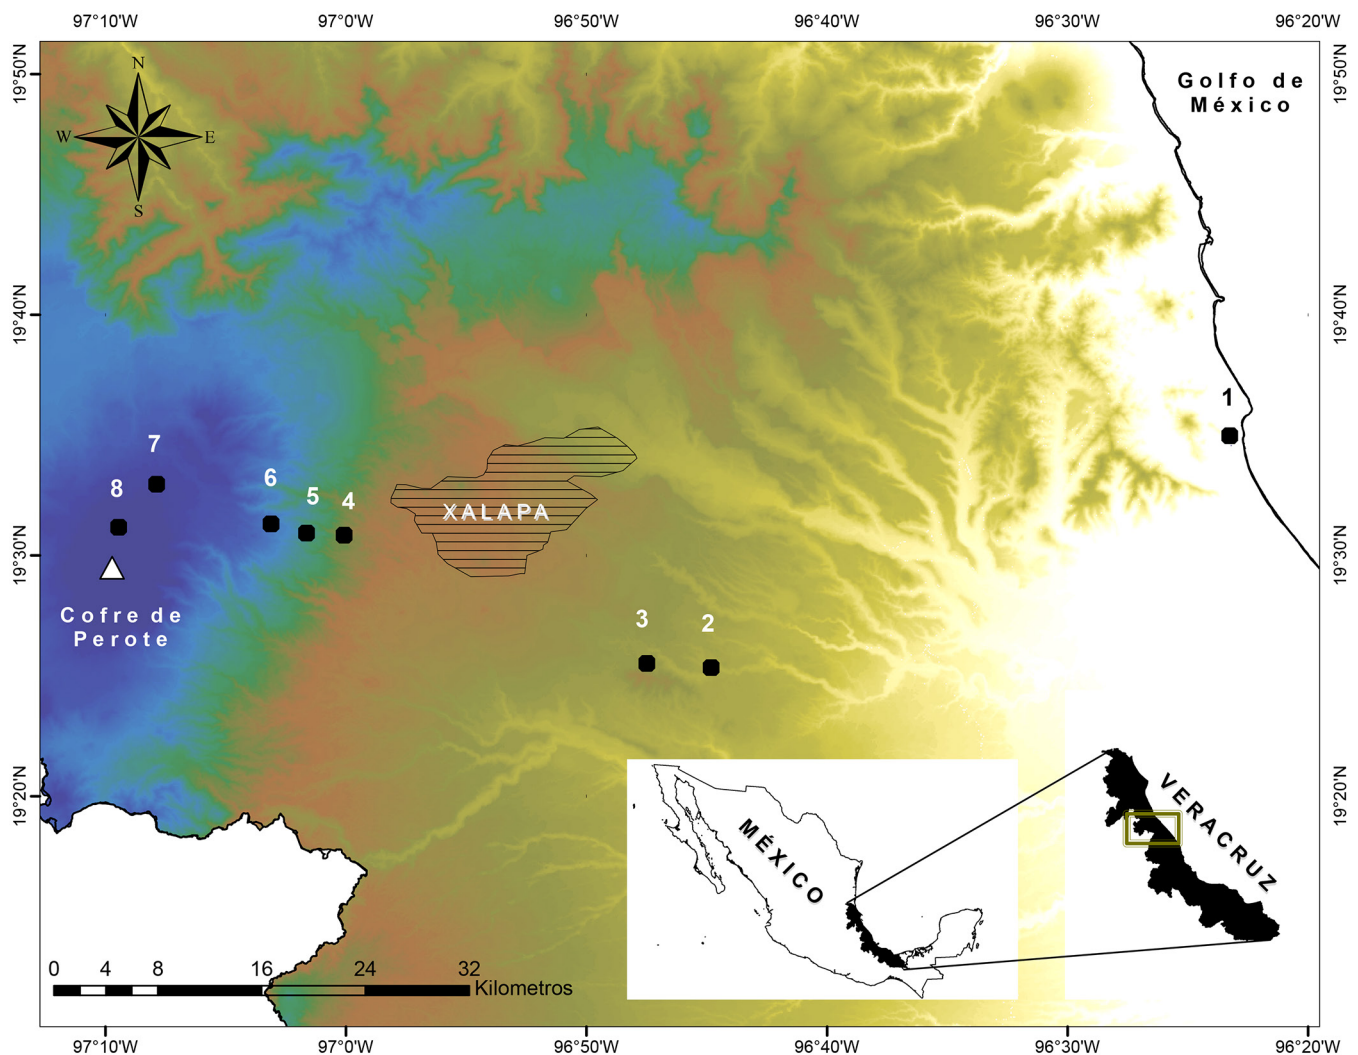 97°10'W 97°0'W 96°50'W 96°40'W 96°30'W 96°20'W
19°50'N
19°50'N
N
W E
S
Golfo de
México
19°40'N
19°40'N
1
7
8
6
5
4
XALAPA
19°30'N
19°30'N
Cofre de
Perote
3
2
19°20'N
19°20'N
MÉXICO
VERACRUZ
0 4 8 16 24 32
Kilometros
97°10'W 97°0'W 96°50'W 96°40'W 96°30'W 96°20'W